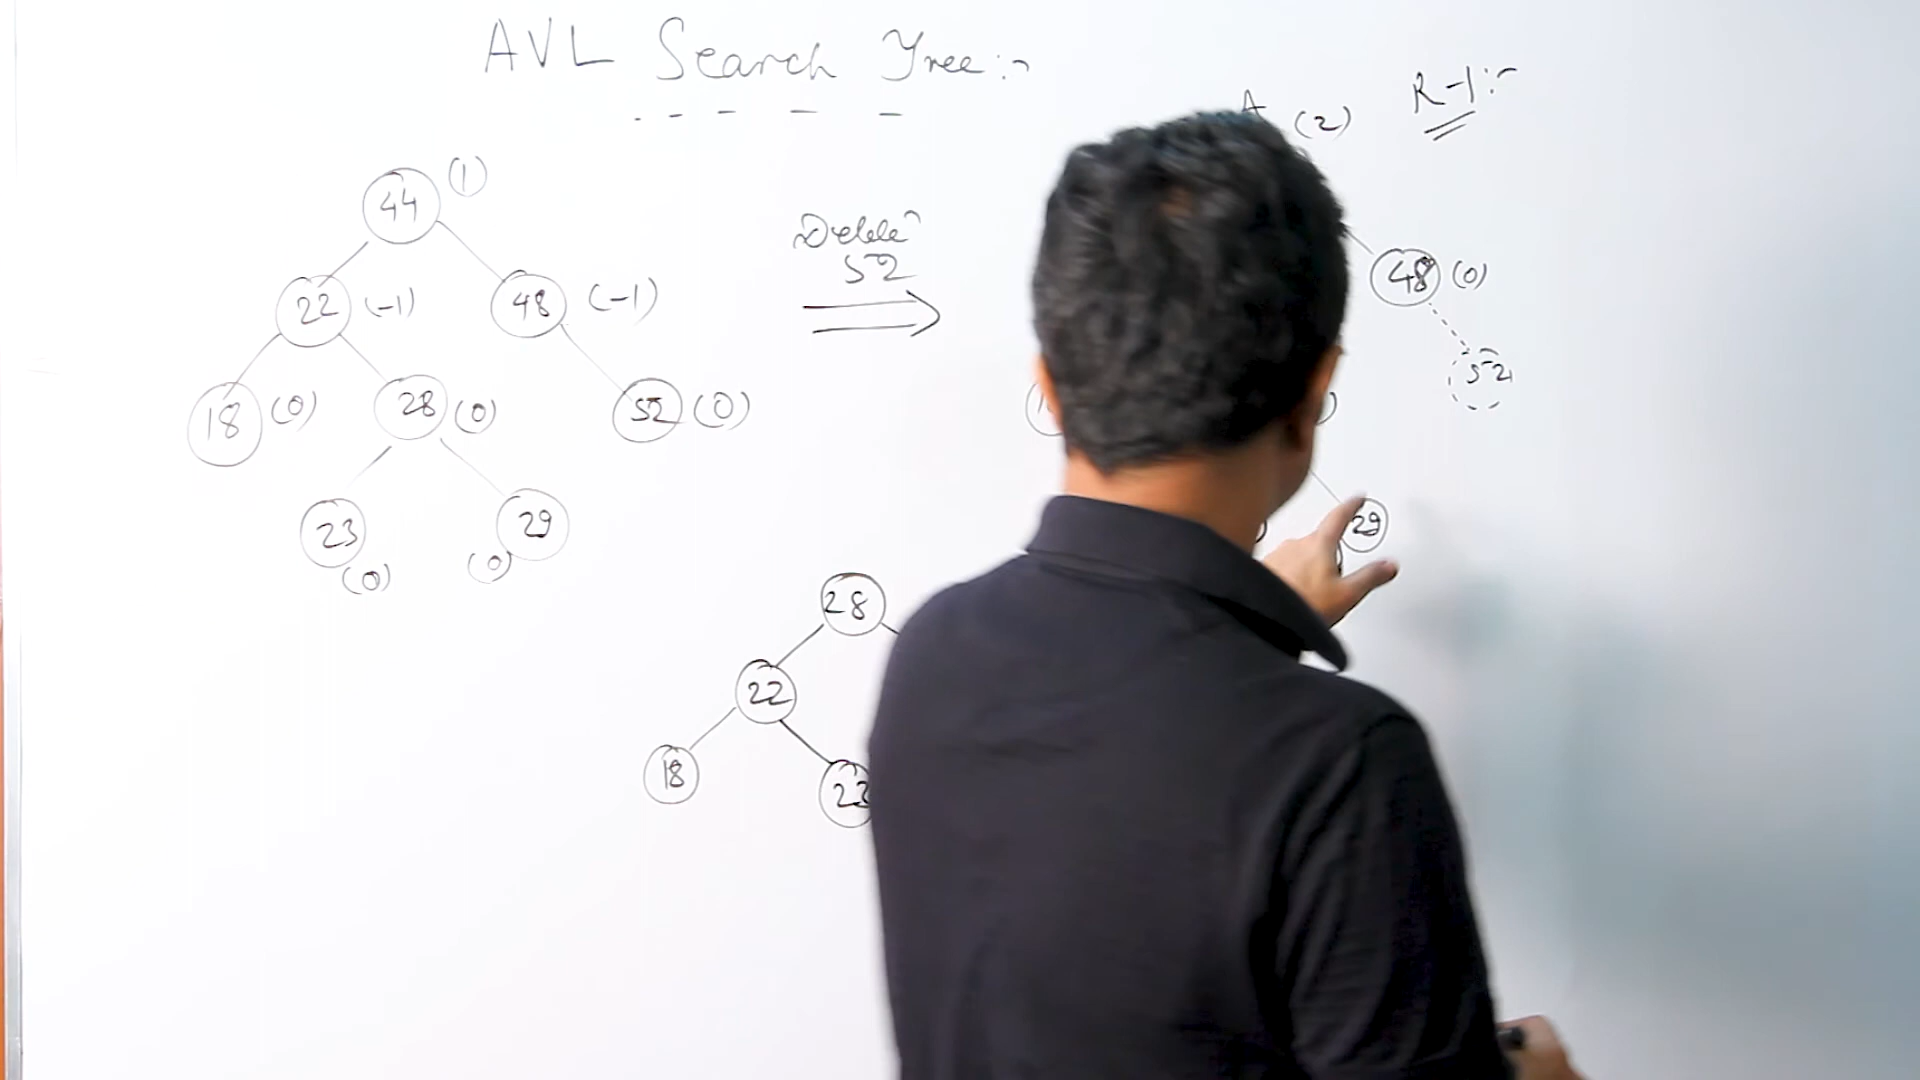 AVL Search Tree :-
44 (1)
22 (-1) 48 (-1)
18 (0) 28 (0) 52 (0)
23 29
(0) (0)
Delete
52
A (2) R-1:-
48 (0)
52
29
28
22
18 23